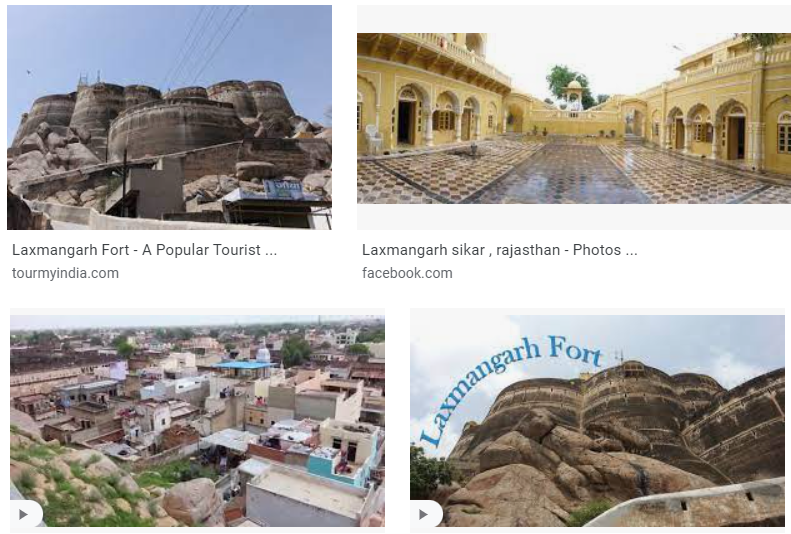 Laxmangarh Fort - A Popular Tourist ...
tourmyindia.com
Laxmangarh sikar , rajasthan - Photos ...
facebook.com
Laxmangarh Fort